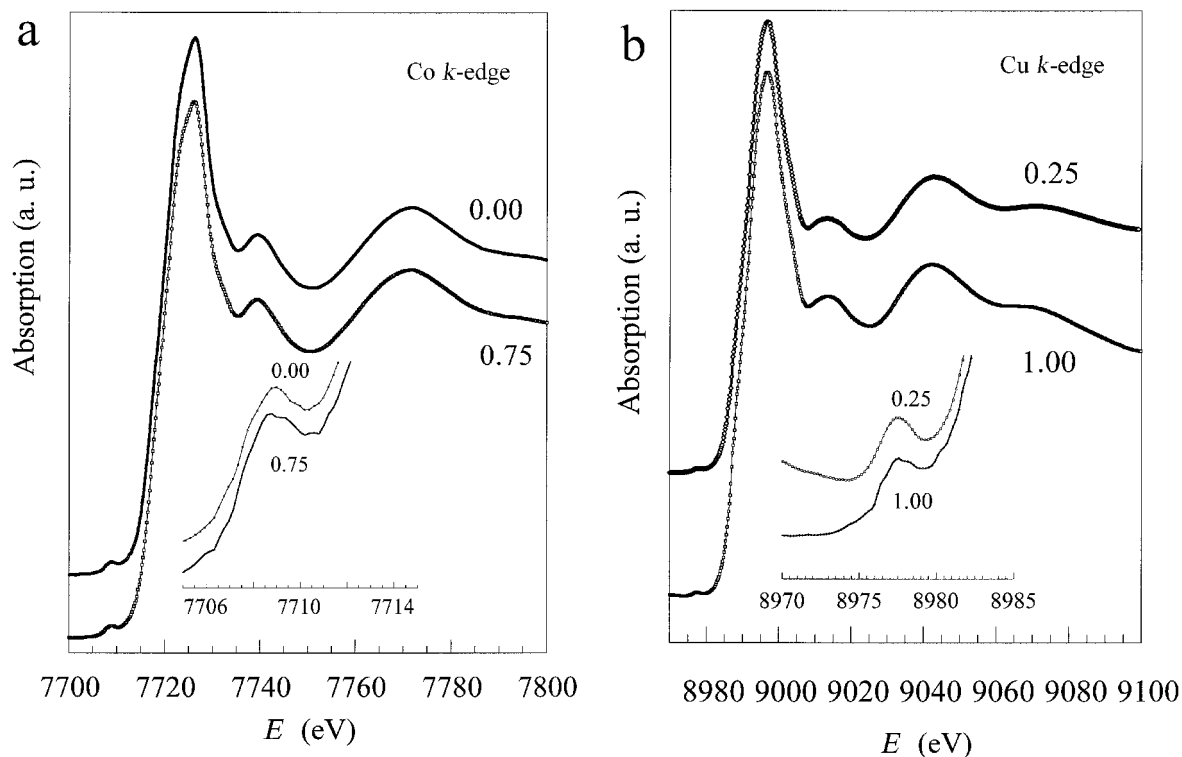 a
Co k-edge
Absorption (a. u.)
0.00
0.75
0.00
0.75
7706 7710 7714
7700 7720 7740 7760 7780 7800
E (eV)
b
Cu k-edge
Absorption (a. u.)
0.25
1.00
0.25
1.00
8970 8975 8980 8985
8980 9000 9020 9040 9060 9080 9100
E (eV)